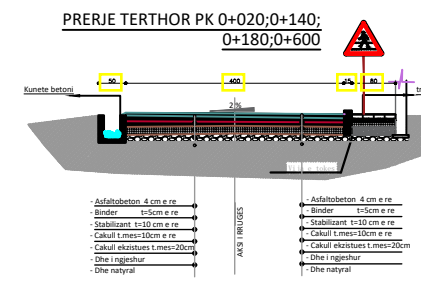 PRERJE TERTHOR PK 0+020;0+140;
0+180;0+600
50
400
15
80
Kunete betoni
tr
2 %
- Asfaltobeton 4 cm e re
- Binder t=5cm e re
- Stabilizant t=10 cm e re
- Cakull t.mes=10cm e re
- Cakull ekzistues t.mes=20cm
- Dhe i ngjeshur
- Dhe natyral
AKSI I RRUGES
- Asfaltobeton 4 cm e re
- Binder t=5cm e re
- Stabilizant t=10 cm e re
- Cakull t.mes=10cm e re
- Cakull ekzistues t.mes=20cm
- Dhe i ngjeshur
- Dhe natyral